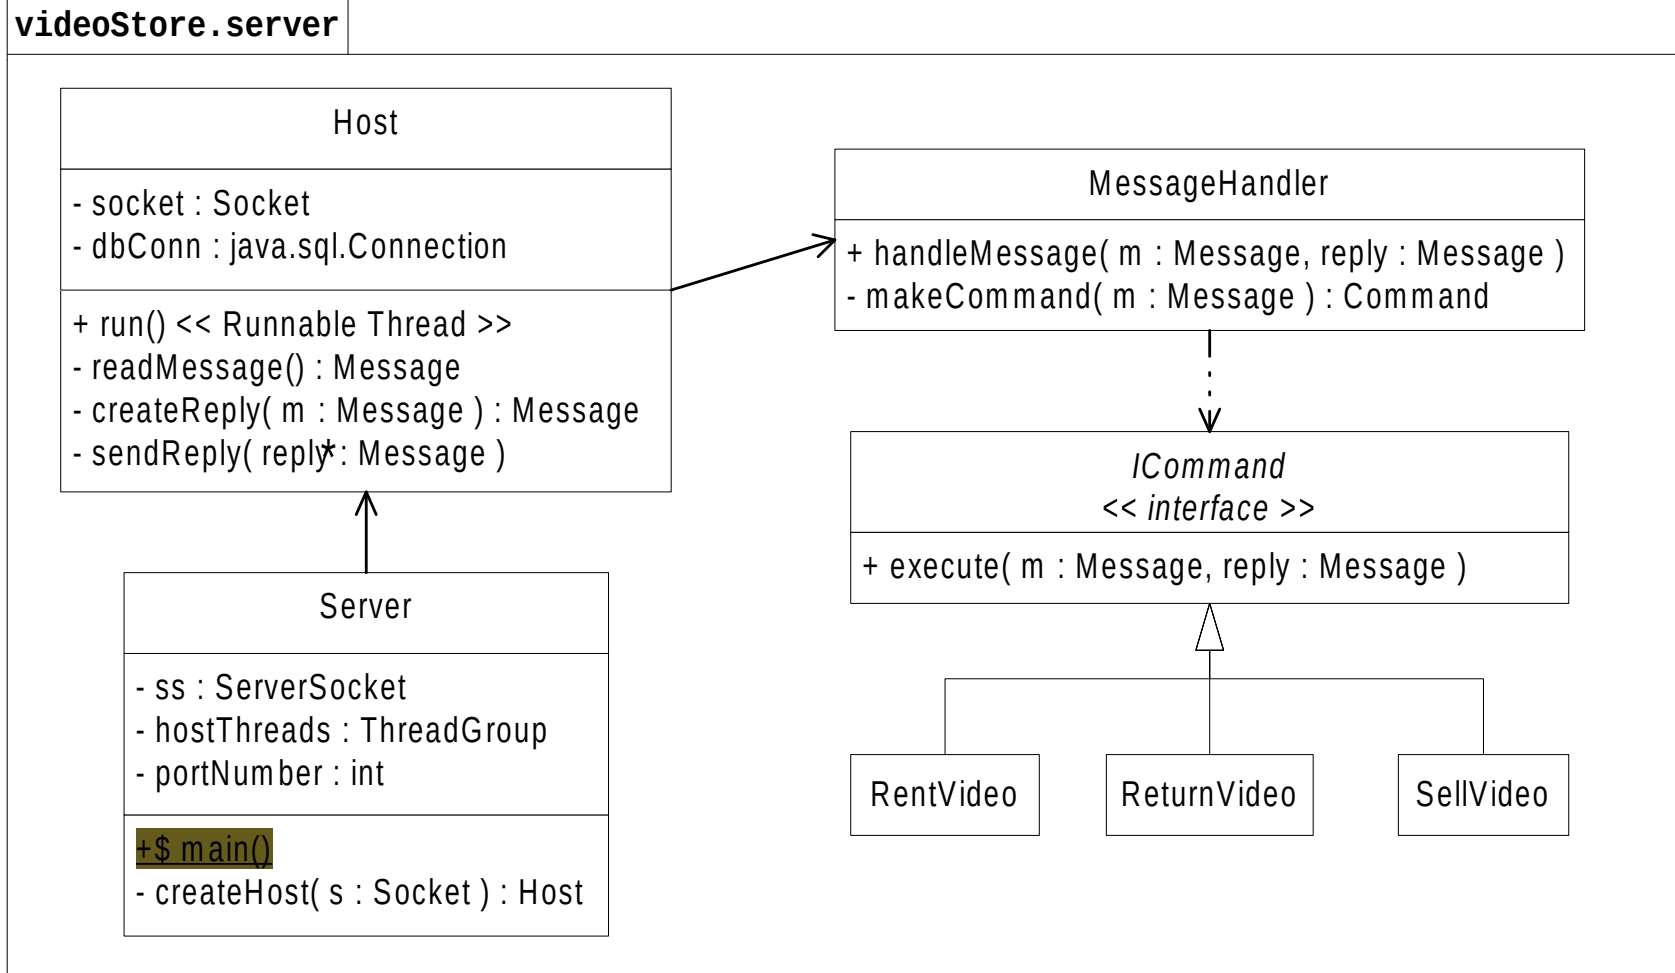 videoStore.server
Host
- socket : Socket
- dbConn : java.sql.Connection
+ run() << Runnable Thread >>
- readMessage() : Message
- createReply( m : Message ) : Message
- sendReply( reply : Message )
*
Server
- ss : ServerSocket
- hostThreads : ThreadGroup
- portNumber : int
+$ main()
- createHost( s : Socket ) : Host
MessageHandler
+ handleMessage( m : Message, reply : Message )
- makeCommand( m : Message ) : Command
ICommand
<< interface >>
+ execute( m : Message, reply : Message )
RentVideo
ReturnVideo
SellVideo